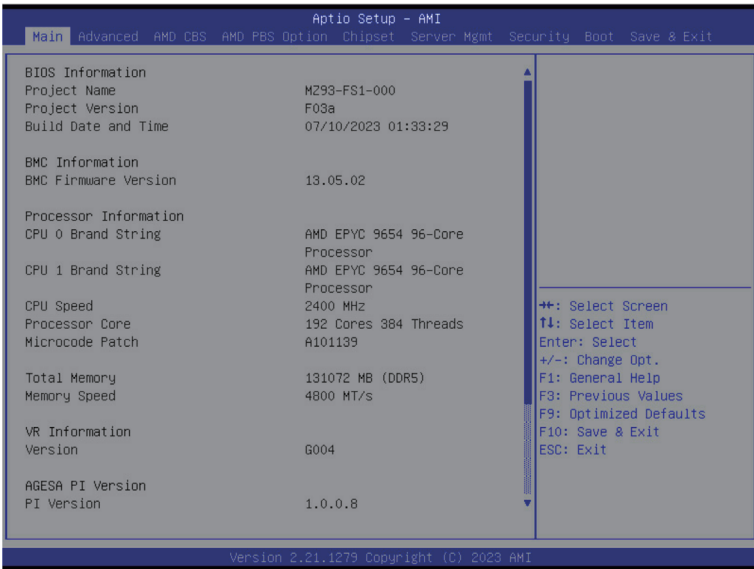 Aptio Setup - AMI
Main Advanced AMD CBS AMD PBS Option Chipset Server Mgmt Security Boot Save & Exit
BIOS Information
Project Name MZ93-FS1-000
Project Version F03a
Build Date and Time 07/10/2023 01:33:29
BMC Information
BMC Firmware Version 13.05.02
Processor Information
CPU 0 Brand String AMD EPYC 9654 96-Core
Processor
CPU 1 Brand String AMD EPYC 9654 96-Core
Processor
CPU Speed 2400 MHz
Processor Core 192 Cores 384 Threads
Microcode Patch A101139
Total Memory 131072 MB (DDR5)
Memory Speed 4800 MT/s
VR Information
Version G004
AGESA PI Version
PI Version 1.0.0.8
→←: Select Screen
↑↓: Select Item
Enter: Select
+/-: Change Opt.
F1: General Help
F3: Previous Values
F9: Optimized Defaults
F10: Save & Exit
ESC: Exit
Version 2.21.1279 Copyright (C) 2023 AMI